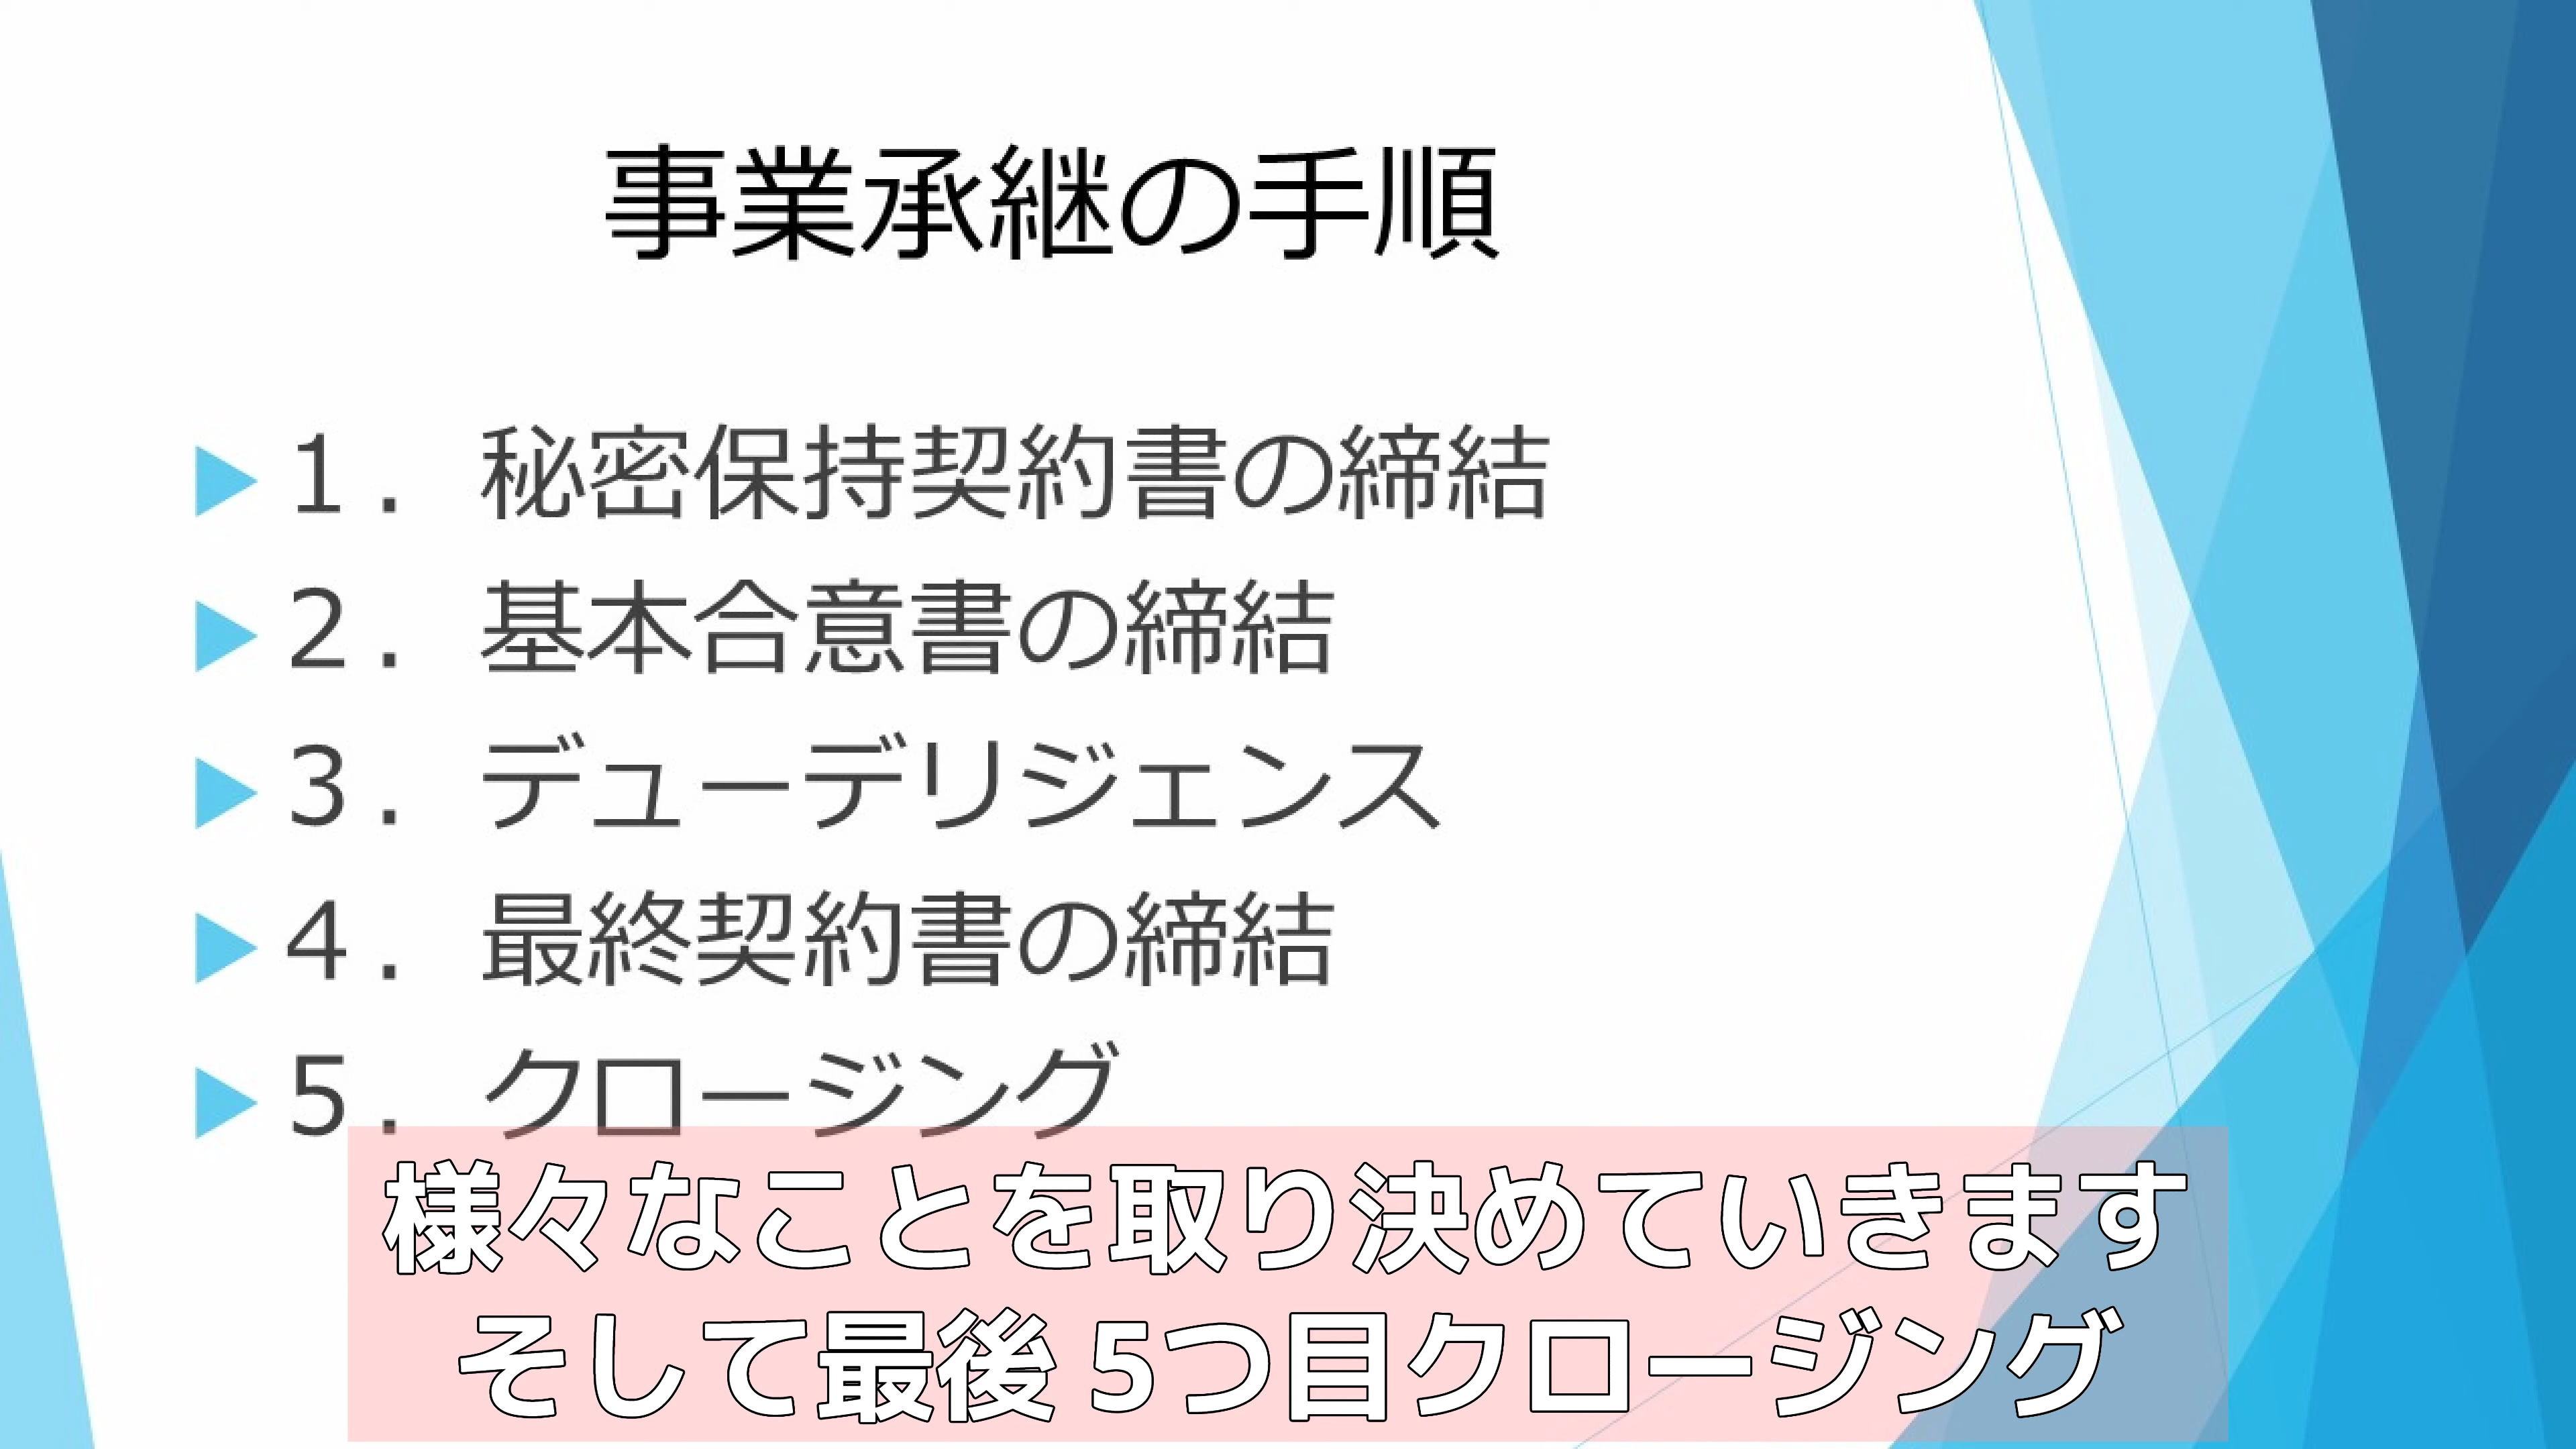 事業承継の手順
▶１．秘密保持契約書の締結
▶２．基本合意書の締結
▶３．デューデリジェンス
▶４．最終契約書の締結
▶５．クロージング
様々なことを取り決めていきます
そして最後 5つ目クロージング